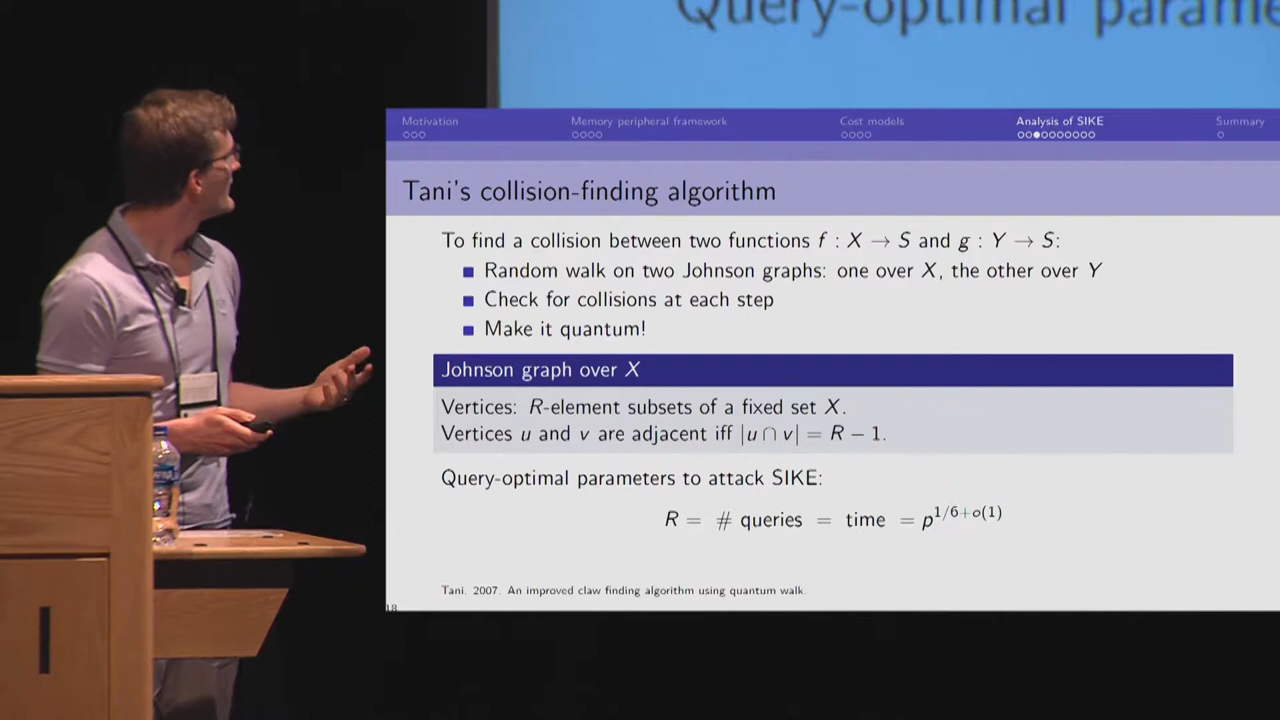 Query-optimal parame
Motivation Memory peripheral framework Cost models Analysis of SIKE Summary
Tani's collision-finding algorithm
To find a collision between two functions f : X → S and g : Y → S:
Random walk on two Johnson graphs: one over X, the other over Y
Check for collisions at each step
Make it quantum!
Johnson graph over X
Vertices: R-element subsets of a fixed set X.
Vertices u and v are adjacent iff |u ∩ v| = R − 1.
Query-optimal parameters to attack SIKE:
R = # queries = time = p^{1/6+o(1)}
Tani. 2007. An improved claw finding algorithm using quantum walk.
18